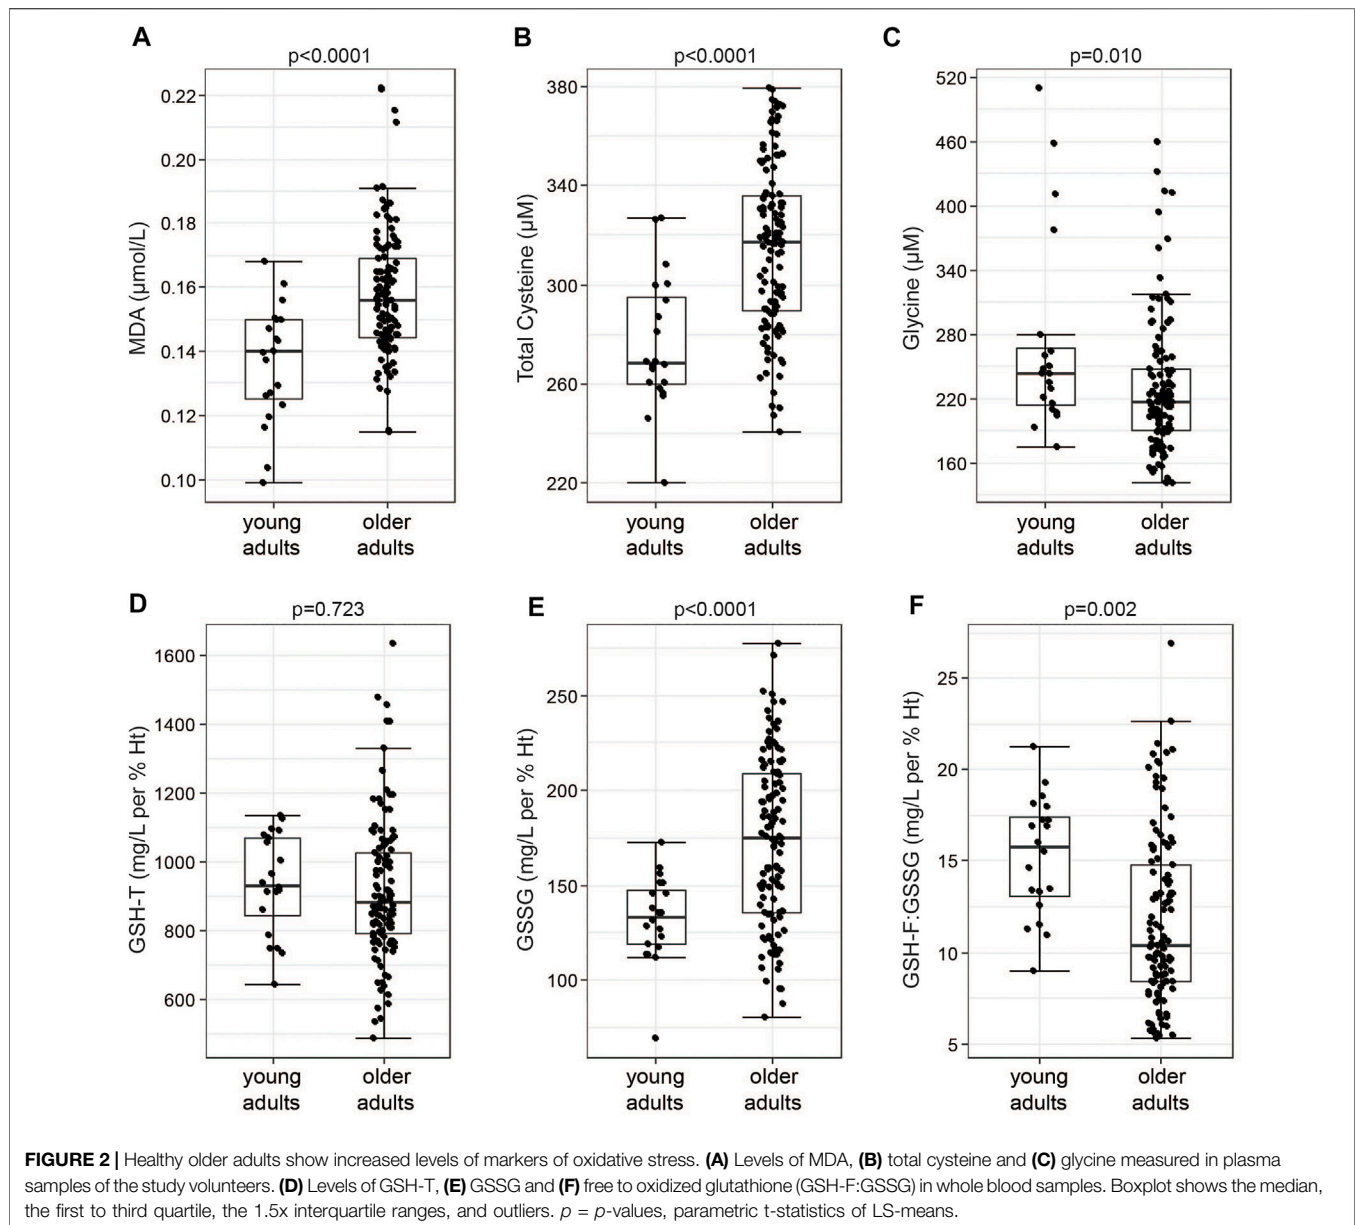 A
p<0.0001
MDA (µmol/L)
0.22
0.20
0.18
0.16
0.14
0.12
0.10
young
adults
older
adults
B
p<0.0001
Total Cysteine (µM)
380
340
300
260
220
young
adults
older
adults
C
p=0.010
Glycine (µM)
520
460
400
340
280
220
160
young
adults
older
adults
D
p=0.723
GSH-T (mg/L per % Ht)
1600
1400
1200
1000
800
600
young
adults
older
adults
E
p<0.0001
GSSG (mg/L per % Ht)
250
200
150
100
young
adults
older
adults
F
p=0.002
GSH-F:GSSG (mg/L per % Ht)
25
20
15
10
5
young
adults
older
adults
FIGURE 2 | Healthy older adults show increased levels of markers of oxidative stress. (A) Levels of MDA, (B) total cysteine and (C) glycine measured in plasma
samples of the study volunteers. (D) Levels of GSH-T, (E) GSSG and (F) free to oxidized glutathione (GSH-F:GSSG) in whole blood samples. Boxplot shows the median,
the first to third quartile, the 1.5x interquartile ranges, and outliers. p = p-values, parametric t-statistics of LS-means.